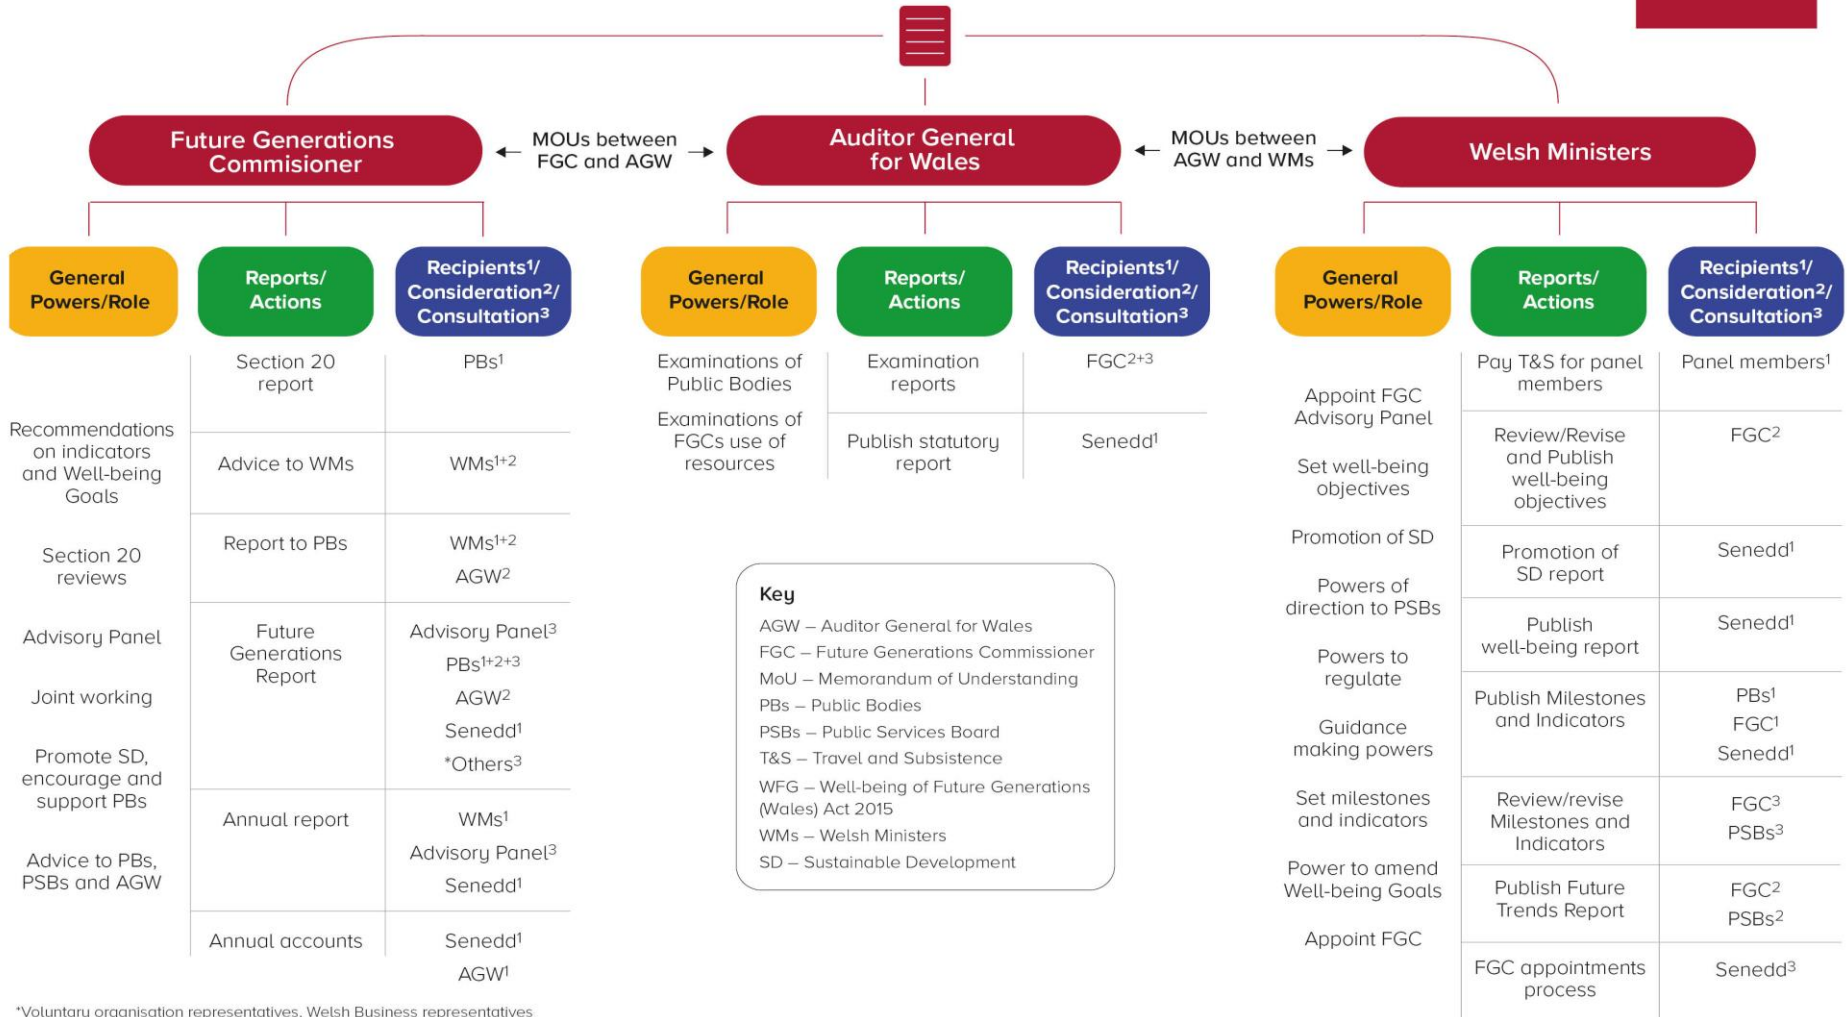 Future Generations
Commisioner
← MOUs between →
FGC and AGW
Auditor General
for Wales
← MOUs between →
AGW and WMs
Welsh Ministers
General
Powers/Role
Reports/
Actions
Recipients¹/
Consideration²/
Consultation³
Recommendations
on indicators
and Well-being
Goals
Section 20
reviews
Advisory Panel
Joint working
Promote SD,
encourage and
support PBs
Advice to PBs,
PSBs and AGW
Section 20
report
PBs¹
Advice to WMs
WMs¹⁺²
Report to PBs
WMs¹⁺²
AGW²
Future
Generations
Report
Advisory Panel³
PBs¹⁺²⁺³
AGW²
Senedd¹
*Others³
Annual report
WMs¹
Advisory Panel³
Senedd¹
Annual accounts
Senedd¹
AGW¹
*Voluntary organisation representatives, Welsh Business representatives
General
Powers/Role
Reports/
Actions
Recipients¹/
Consideration²/
Consultation³
Examinations of
Public Bodies
Examinations of
FGCs use of
resources
Examination
reports
FGC²⁺³
Publish statutory
report
Senedd¹
Key
AGW – Auditor General for Wales
FGC – Future Generations Commissioner
MoU – Memorandum of Understanding
PBs – Public Bodies
PSBs – Public Services Board
T&S – Travel and Subsistence
WFG – Well-being of Future Generations
(Wales) Act 2015
WMs – Welsh Ministers
SD – Sustainable Development
General
Powers/Role
Reports/
Actions
Recipients¹/
Consideration²/
Consultation³
Appoint FGC
Advisory Panel
Set well-being
objectives
Promotion of SD
Powers of
direction to PSBs
Powers to
regulate
Guidance
making powers
Set milestones
and indicators
Power to amend
Well-being Goals
Appoint FGC
Pay T&S for panel
members
Panel members¹
Review/Revise
and Publish
well-being
objectives
FGC²
Promotion of
SD report
Senedd¹
Publish
well-being report
Senedd¹
Publish Milestones
and Indicators
PBs¹
FGC¹
Senedd¹
Review/revise
Milestones and
Indicators
FGC³
PSBs³
Publish Future
Trends Report
FGC²
PSBs²
FGC appointments
process
Senedd³